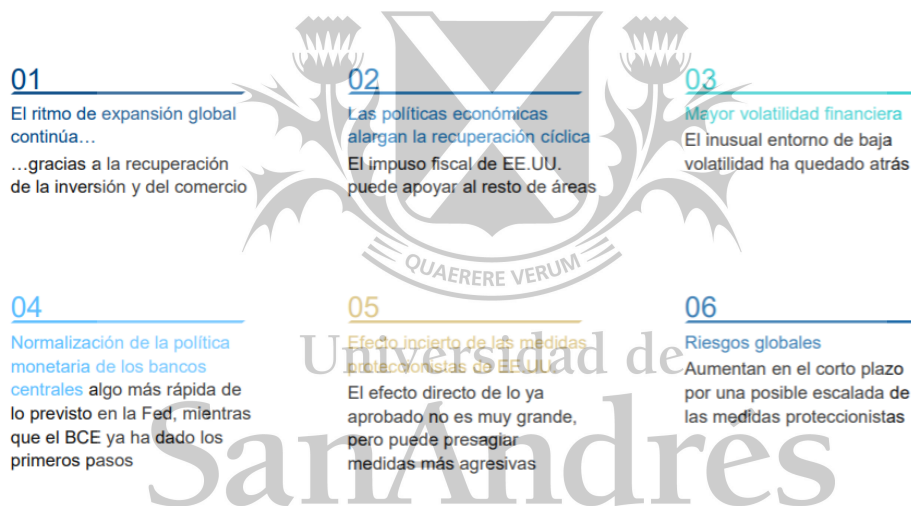 01
El ritmo de expansión global
continúa…
…gracias a la recuperación
de la inversión y del comercio
02
Las políticas económicas
alargan la recuperación cíclica
El impuso fiscal de EE.UU.
puede apoyar al resto de áreas
03
Mayor volatilidad financiera
El inusual entorno de baja
volatilidad ha quedado atrás
QUAERERE VERUM
04
Normalización de la política
monetaria de los bancos
centrales algo más rápida de
lo previsto en la Fed, mientras
que el BCE ya ha dado los
primeros pasos
05
Efecto incierto de las medidas
proteccionistas de EE.UU.
El efecto directo de lo ya
aprobado no es muy grande,
pero puede presagiar
medidas más agresivas
06
Riesgos globales
Aumentan en el corto plazo
por una posible escalada de
las medidas proteccionistas
Universidad de
SanAndrés